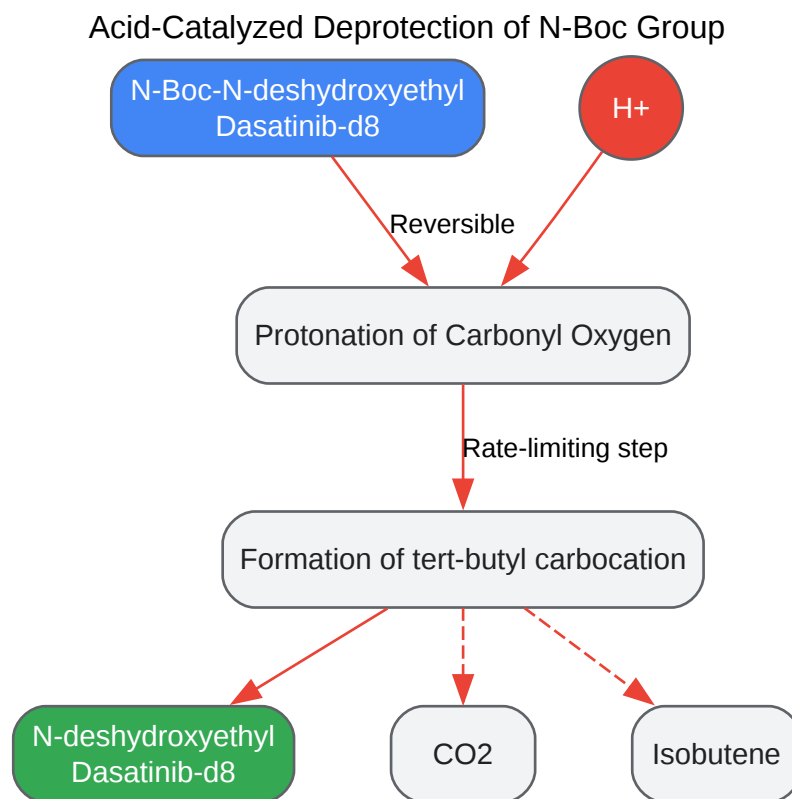 Acid-Catalyzed Deprotection of N-Boc Group
N-Boc-N-deshydroxyethyl
Dasatinib-d8
H+
Reversible
Protonation of Carbonyl Oxygen
Rate-limiting step
Formation of tert-butyl carbocation
N-deshydroxyethyl
Dasatinib-d8
CO2
Isobutene